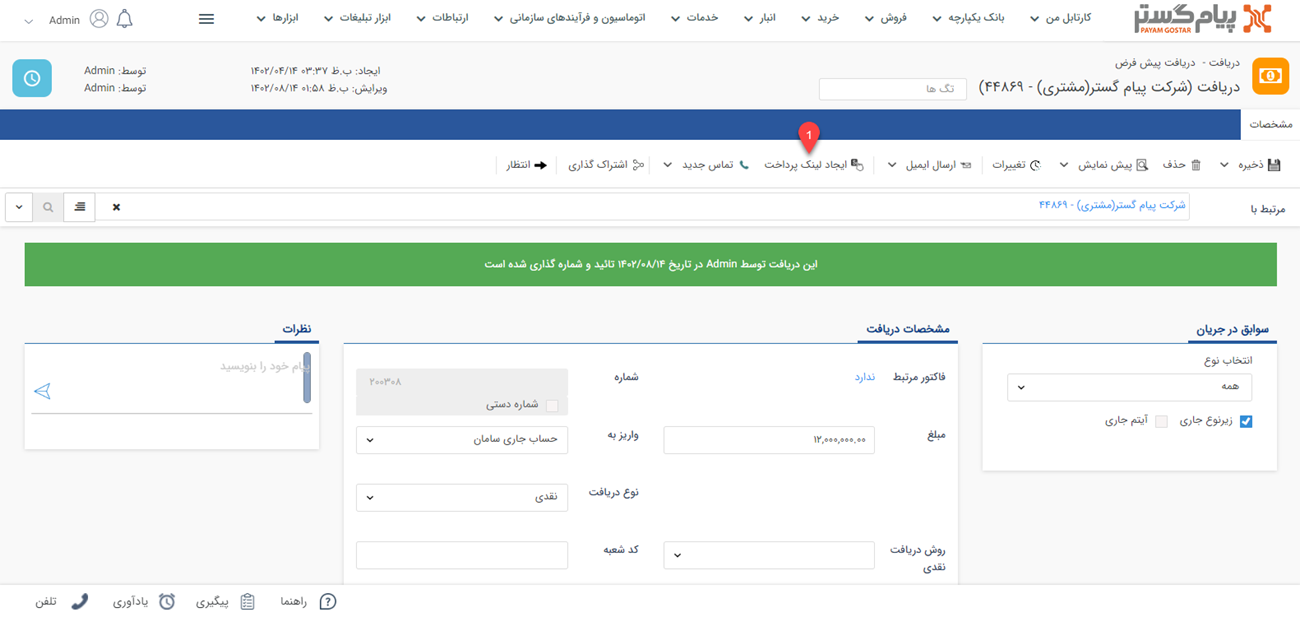 پیام گستر
PAYAM GOSTAR
کارتابل من
بانک یکپارچه
فروش
خرید
انبار
خدمات
اتوماسیون و فرآیندهای سازمانی
ارتباطات
ابزار تبلیغات
ابزارها
Admin
دریافت - دریافت پیش فرض
دریافت (شرکت پیام گستر(مشتری) - ۴۴۸۶۹)
تگ ها
ایجاد: ب.ظ ۰۳:۳۷ ۱۴۰۲/۰۴/۱۴
توسط: Admin
ویرایش: ب.ظ ۰۱:۵۸ ۱۴۰۲/۰۸/۱۴
توسط: Admin
مشخصات
1
ذخیره
حذف
پیش نمایش
تغییرات
ارسال ایمیل
ایجاد لینک پرداخت
تماس جدید
اشتراک گذاری
انتظار
مرتبط با
شرکت پیام گستر(مشتری) - ۴۴۸۶۹
این دریافت توسط Admin در تاریخ ۱۴۰۲/۰۸/۱۴ تائید و شماره گذاری شده است
سوابق در جریان
انتخاب نوع
همه
زیرنوع جاری
آیتم جاری
مشخصات دریافت
فاکتور مرتبط
ندارد
شماره
۲۰۰۳۰۸
شماره دستی
مبلغ
۱۲,۰۰۰,۰۰۰.۰۰
واریز به
حساب جاری سامان
نوع دریافت
نقدی
روش دریافت
نقدی
کد شعبه
نظرات
پیام خود را بنویسید
راهنما
پیگیری
یادآوری
تلفن